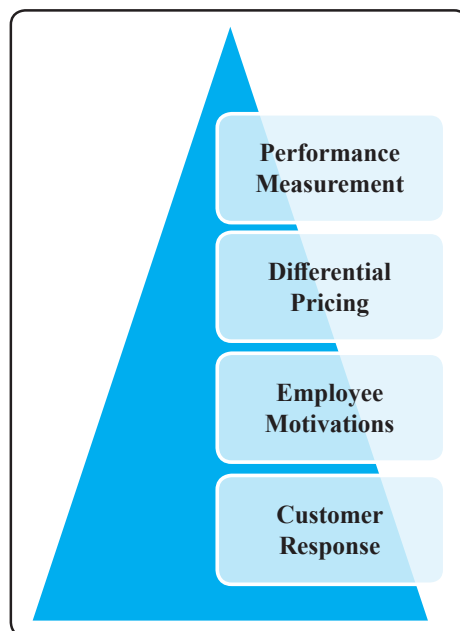 Performance
Measurement
Differential
Pricing
Employee
Motivations
Customer
Response